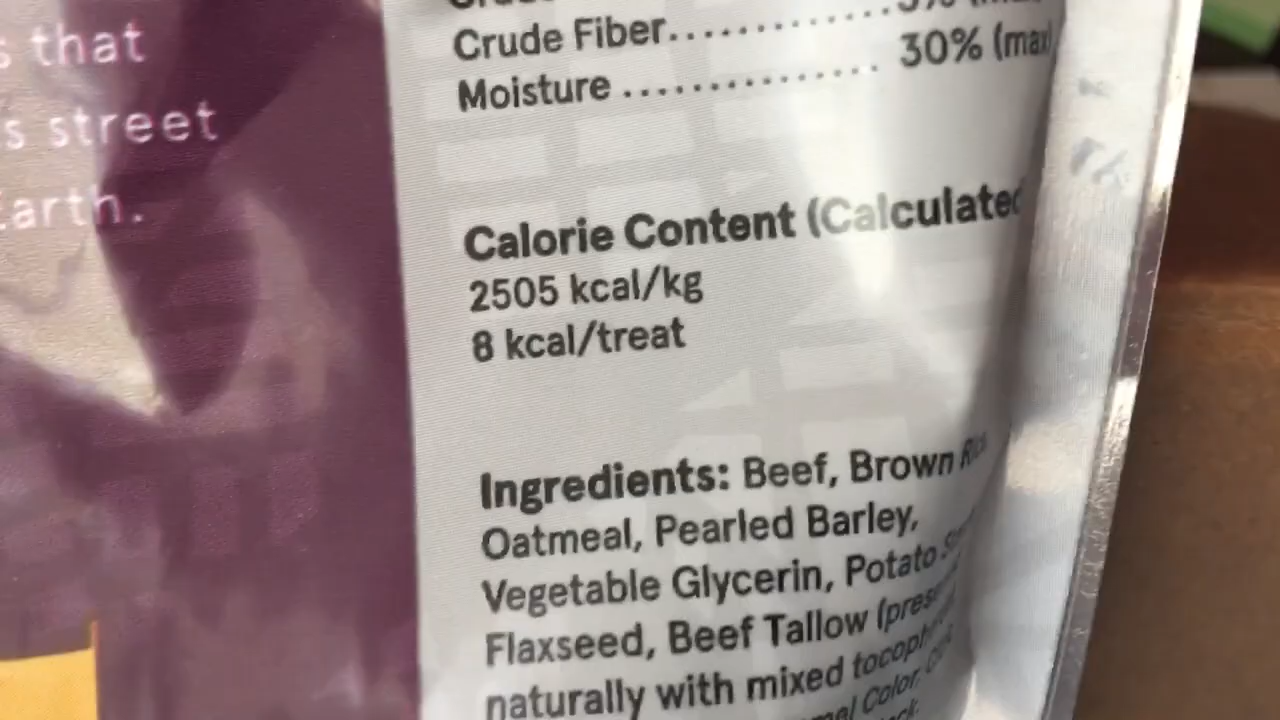 that
street
Earth.
Crude Fiber
Moisture 30% (max)
Calorie Content (Calculated
2505 kcal/kg
8 kcal/treat
Ingredients: Beef, Brown
Oatmeal, Pearled Barley,
Vegetable Glycerin, Potato
Flaxseed, Beef Tallow
naturally with mixed
Color,